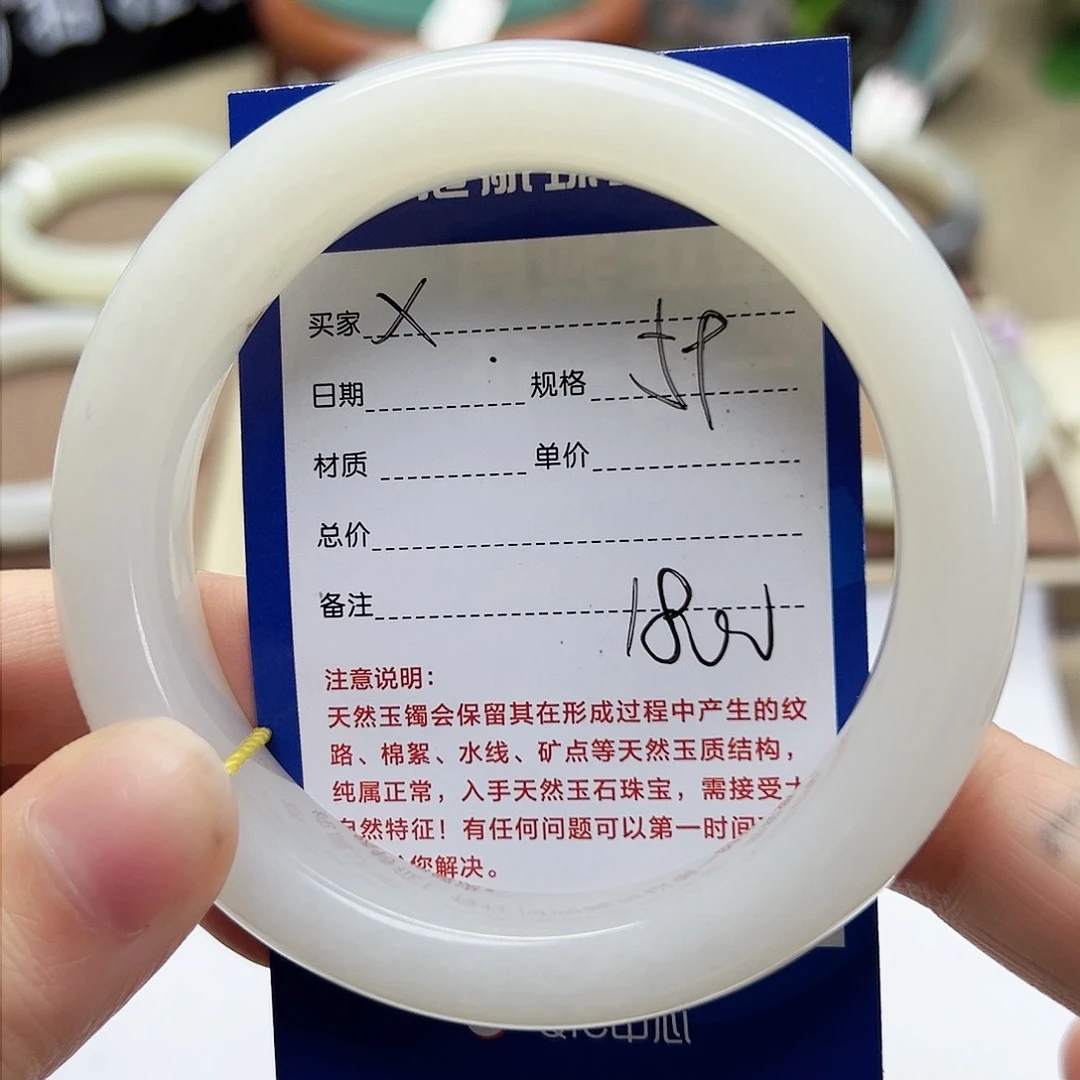 买家 X
日期 规格
材质 单价
总价
备注 18
注意说明:
天然玉镯会保留其在形成过程中产生的纹
路、棉絮、水线、矿点等天然玉质结构，
纯属正常，入手天然玉石珠宝，需接受
自然特征！有任何问题可以第一时间
您解决。
中心